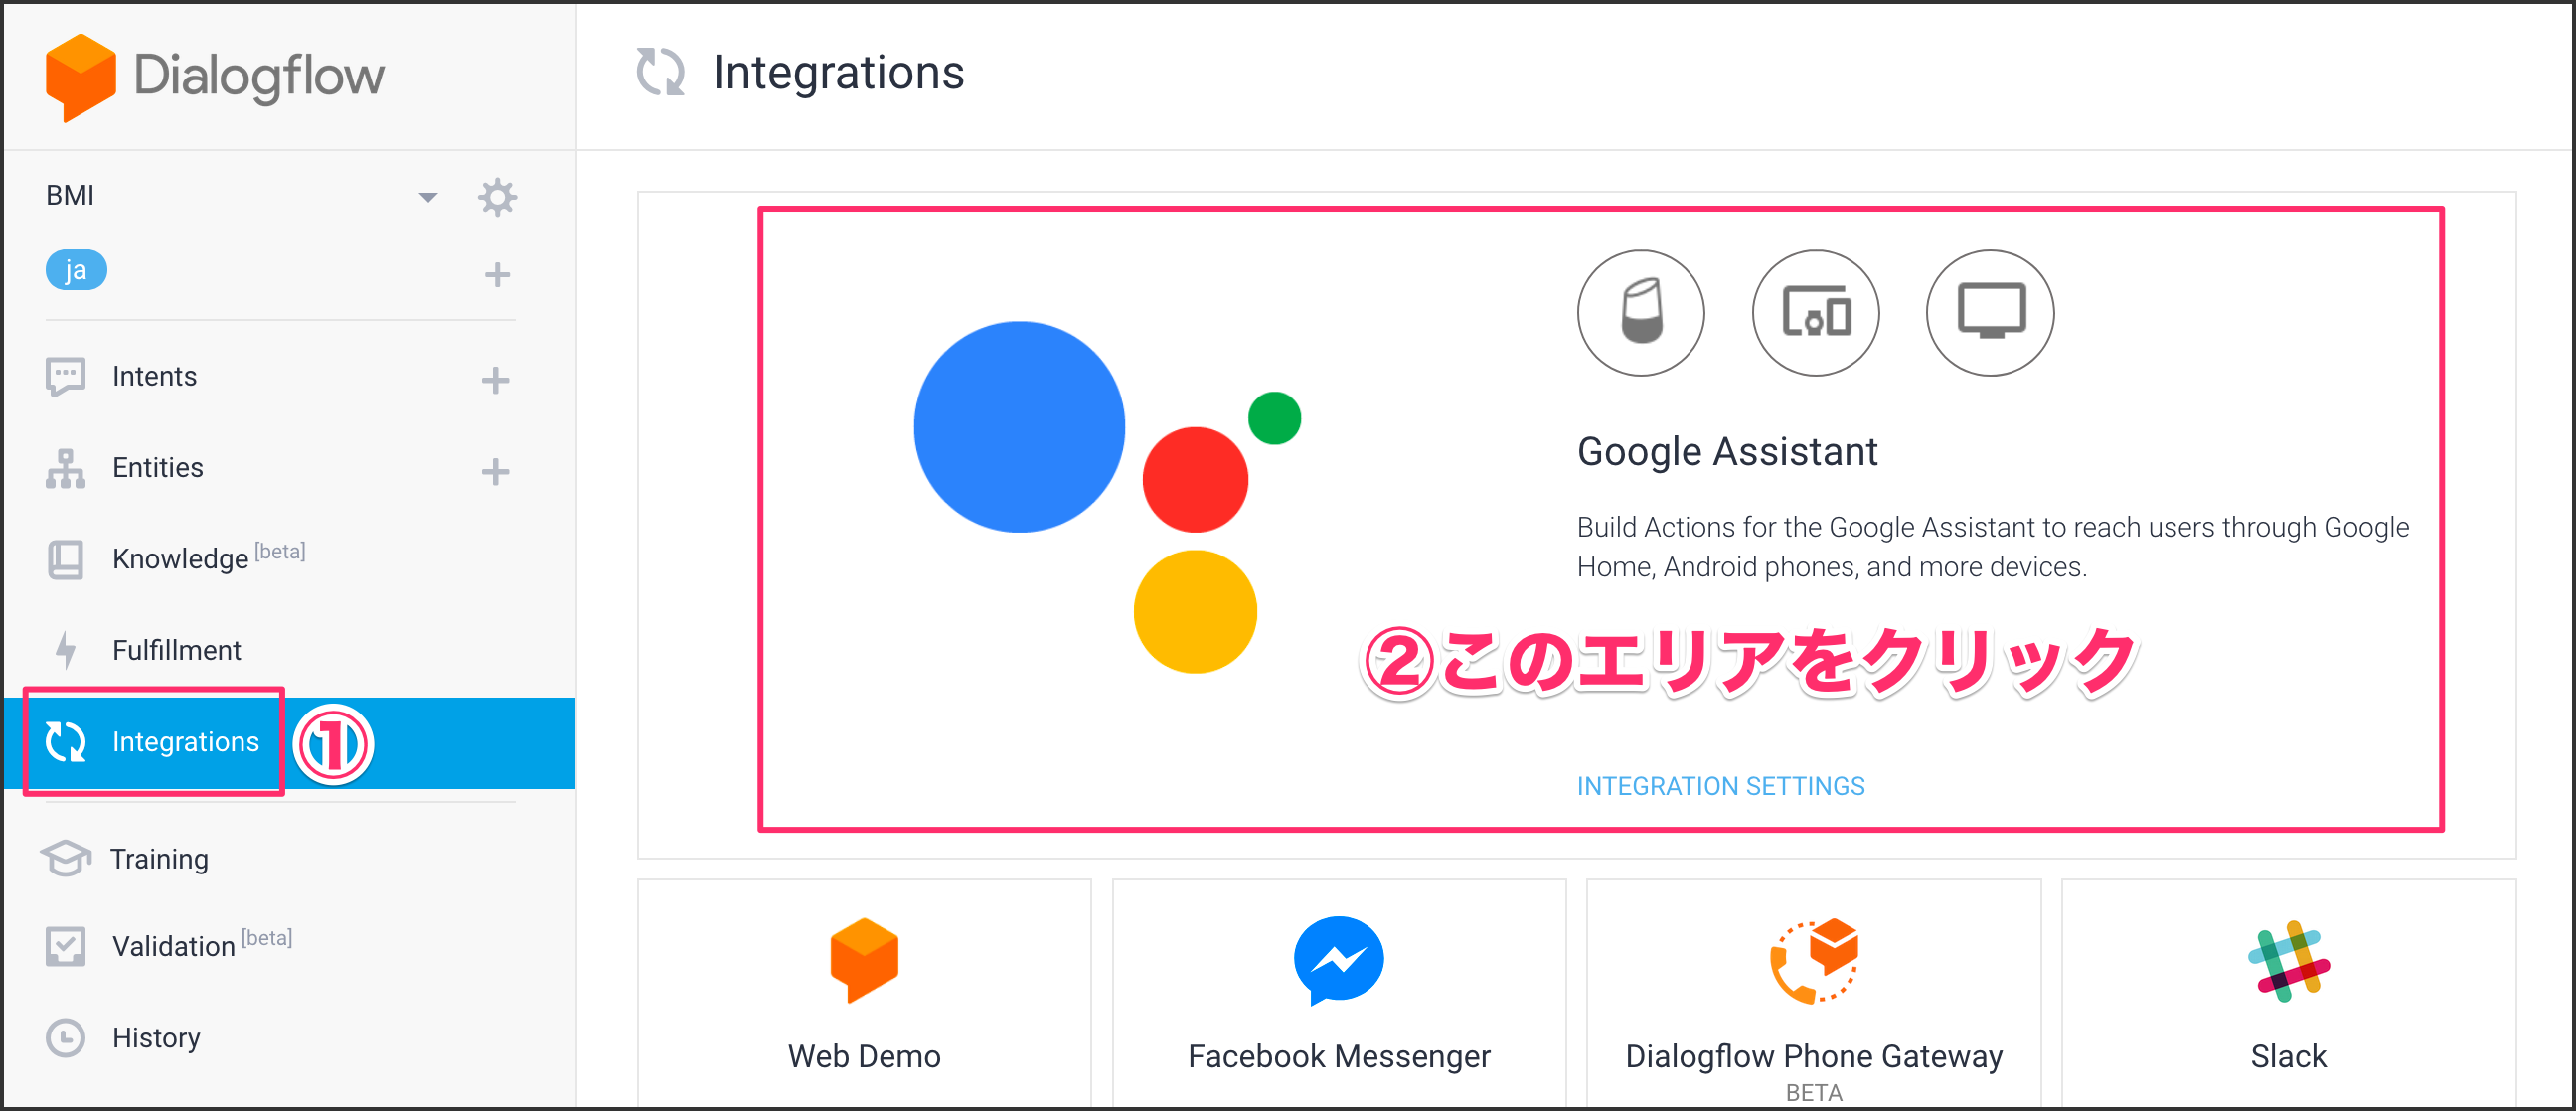 Dialogflow
BMI
ja
Intents
Entities
Knowledge [beta]
Fulfillment
Integrations ①
Training
Validation [beta]
History
Integrations
Google Assistant
Build Actions for the Google Assistant to reach users through Google
Home, Android phones, and more devices.
②このエリアをクリック
INTEGRATION SETTINGS
Web Demo
Facebook Messenger
Dialogflow Phone Gateway
BETA
Slack